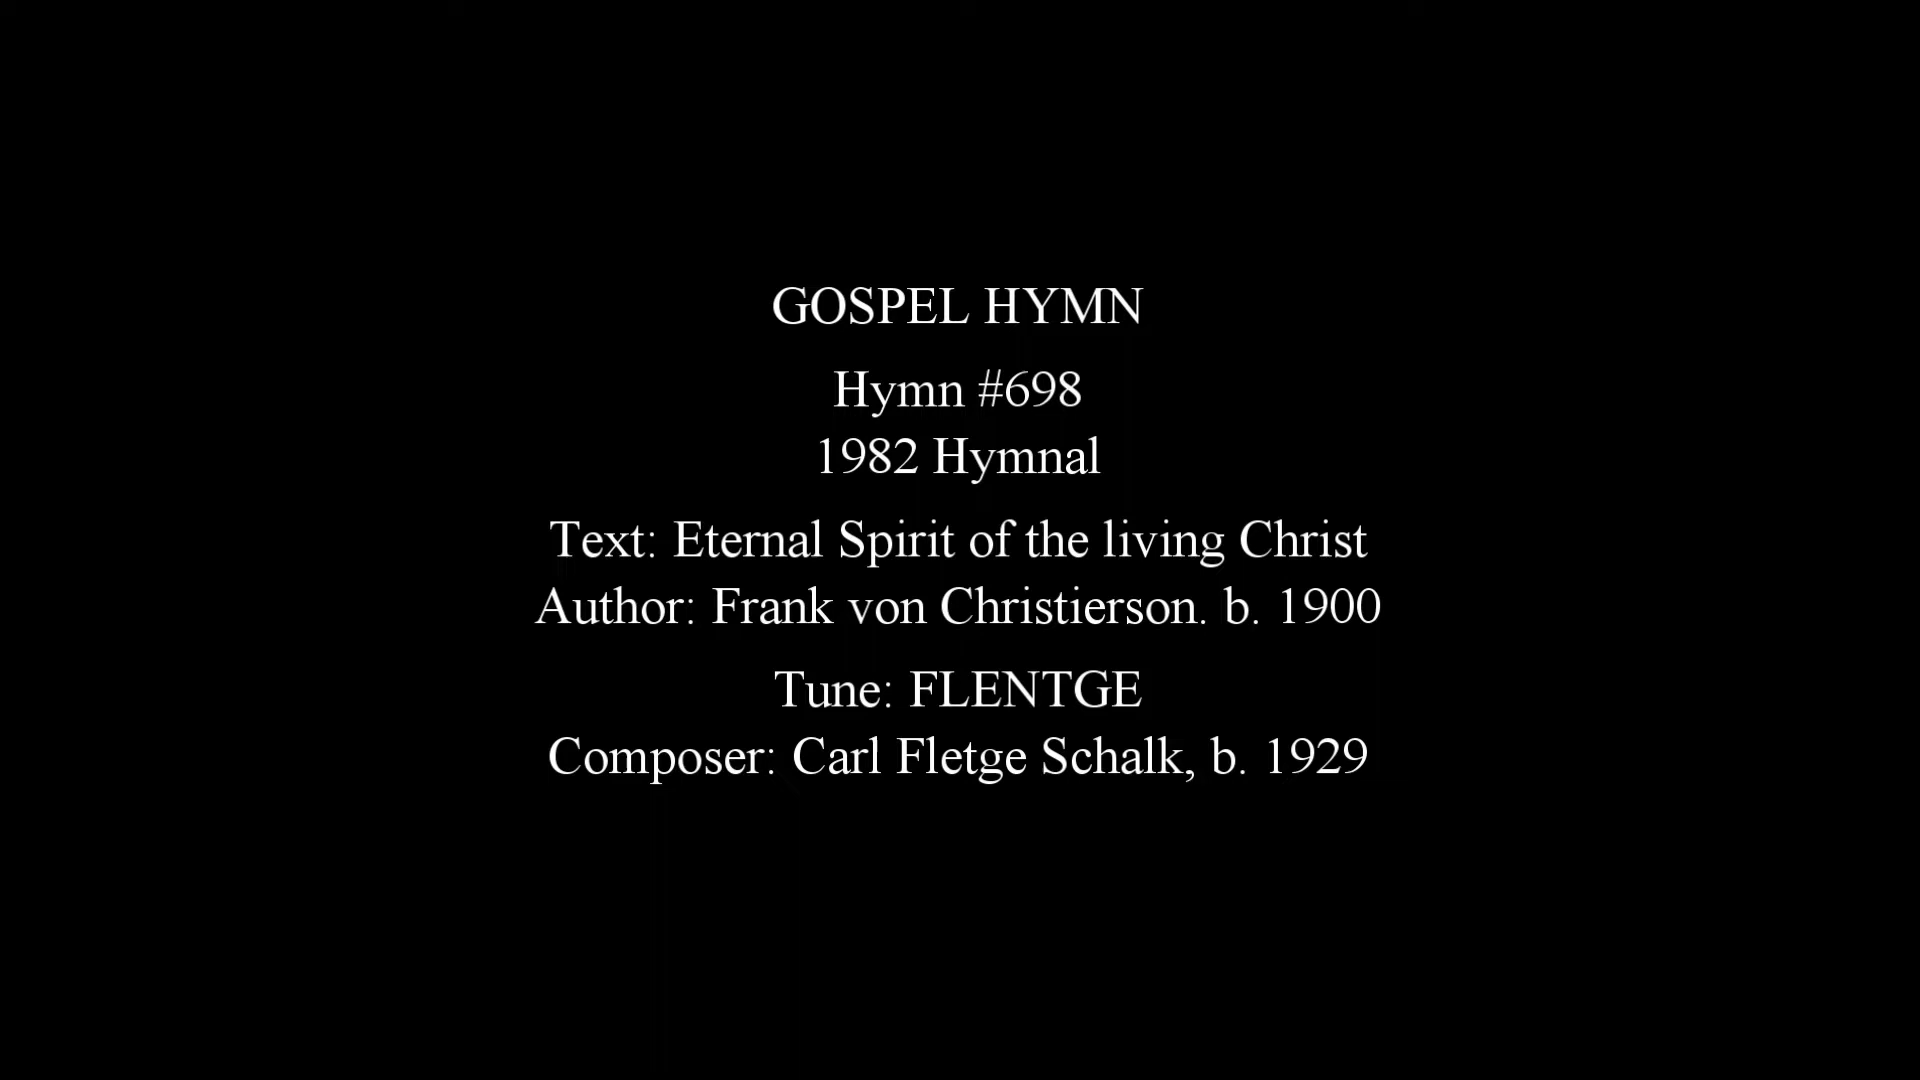 GOSPEL HYMN
Hymn #698
1982 Hymnal
Text: Eternal Spirit of the living Christ
Author: Frank von Christierson. b. 1900
Tune: FLENTGE
Composer: Carl Fletge Schalk, b. 1929